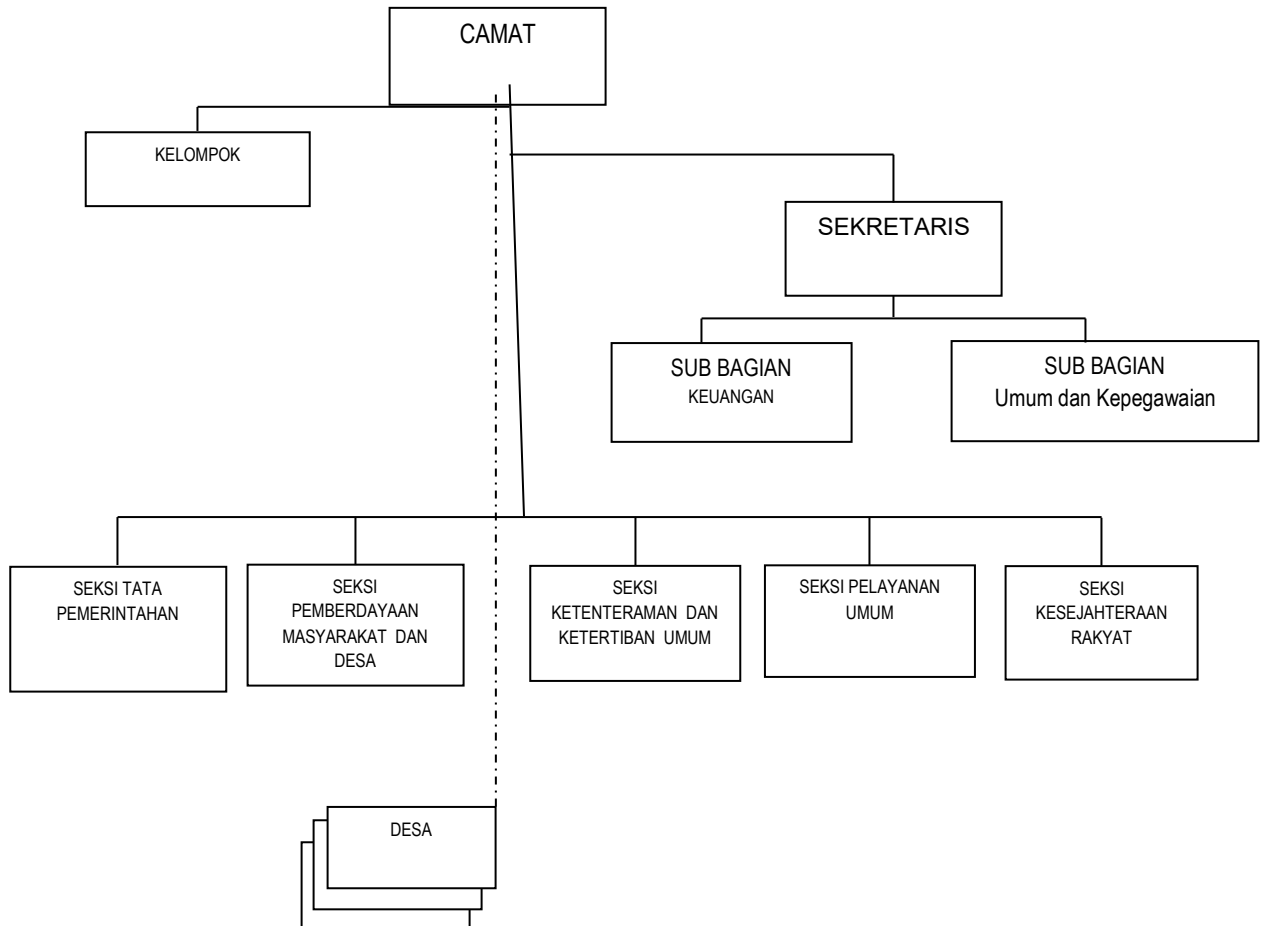 CAMAT
KELOMPOK
SEKRETARIS
SUB BAGIAN
KEUANGAN
SUB BAGIAN
Umum dan Kepegawaian
SEKSI TATA
PEMERINTAHAN
SEKSI
PEMBERDAYAAN
MASYARAKAT DAN
DESA
SEKSI
KETENTERAMAN DAN
KETERTIBAN UMUM
SEKSI PELAYANAN
UMUM
SEKSI
KESEJAHTERAAN
RAKYAT
DESA